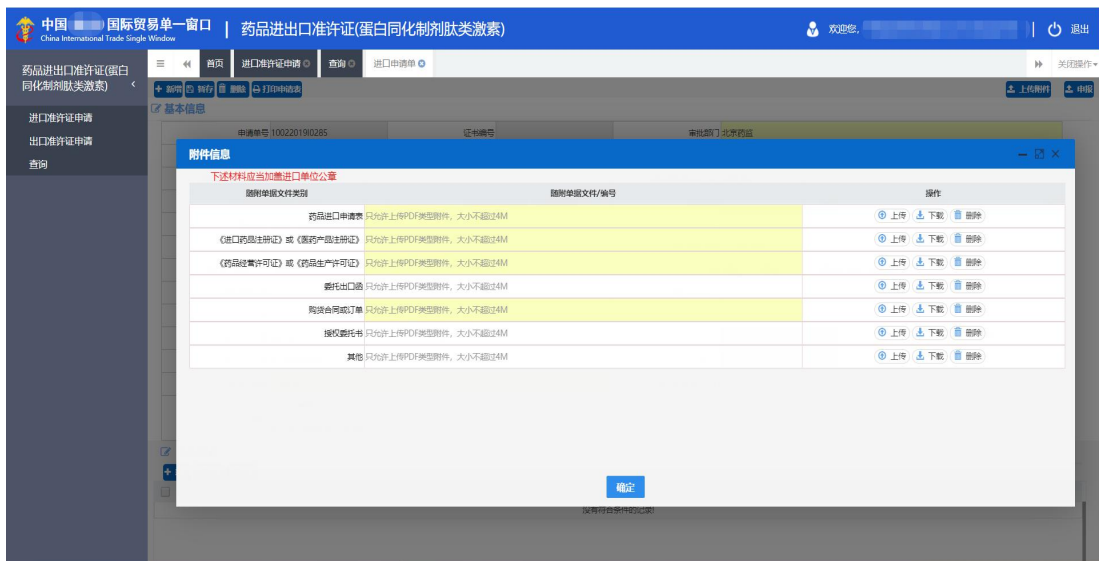 中国 国际贸易单一窗口 | 药品进出口准许证(蛋白同化制剂肽类激素)
China International Trade Single Window
欢迎您,
退出
药品进出口准许证(蛋白同化制剂肽类激素)
进口准许证申请
出口准许证申请
查询
首页 进口准许证申请 查询 进口申请单 关闭操作
新增 暂存 删除 打印申请表 上传附件 申报
基本信息
申请单号 10022019I0285 证书编号 审批部门 北京药监
附件信息
下述材料应当加盖进口单位公章
随附单据文件类别 随附单据文件/编号 操作
药品进口申请表 只允许上传PDF类型附件，大小不超过4M 上传 下载 删除
《进口药品注册证》或《医药产品注册证》 只允许上传PDF类型附件，大小不超过4M 上传 下载 删除
《药品经营许可证》或《药品生产许可证》 只允许上传PDF类型附件，大小不超过4M 上传 下载 删除
委托出口函 只允许上传PDF类型附件，大小不超过4M 上传 下载 删除
购货合同或订单 只允许上传PDF类型附件，大小不超过4M 上传 下载 删除
授权委托书 只允许上传PDF类型附件，大小不超过4M 上传 下载 删除
其他 只允许上传PDF类型附件，大小不超过4M 上传 下载 删除
确定
没有符合条件的记录!